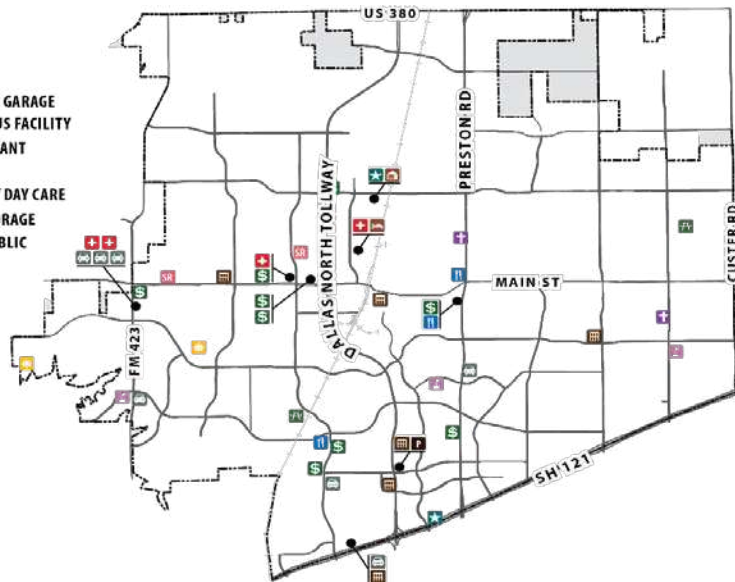 US 380
GARAGE
US FACILITY
ANT
DAY CARE
RAGE
BLIC
PRESTON RD
DALLAS NORTH TOLLWAY
CUSTER RD
SR
SR
MAIN ST
FM 423
P
SH 121
$
$
$
$
$
$
$
$